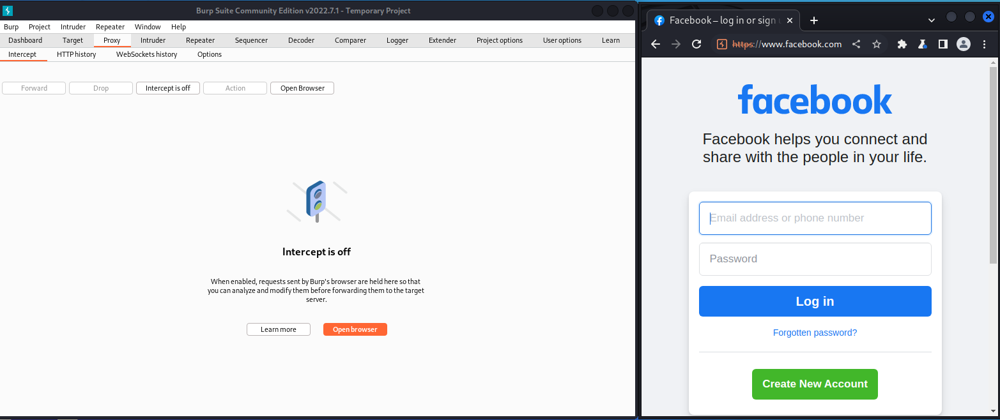 Burp Suite Community Edition v2022.7.1 - Temporary Project
Burp Project Intruder Repeater Window Help
Dashboard Target Proxy Intruder Repeater Sequencer Decoder Comparer Logger Extender Project options User options Learn
Intercept HTTP history WebSockets history Options
Forward Drop Intercept is off Action Open Browser
Intercept is off
When enabled, requests sent by Burp's browser are held here so that
you can analyze and modify them before forwarding them to the target
server.
Learn more Open browser
Facebook – log in or sign u
https://www.facebook.com
facebook
Facebook helps you connect and
share with the people in your life.
Email address or phone number
Password
Log in
Forgotten password?
Create New Account